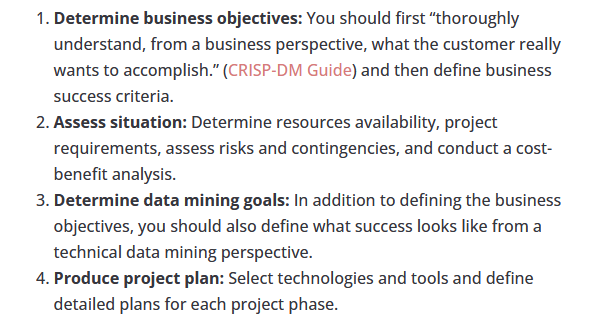 1. Determine business objectives: You should first “thoroughly
understand, from a business perspective, what the customer really
wants to accomplish.” (CRISP-DM Guide) and then define business
success criteria.
2. Assess situation: Determine resources availability, project
requirements, assess risks and contingencies, and conduct a cost-
benefit analysis.
3. Determine data mining goals: In addition to defining the business
objectives, you should also define what success looks like from a
technical data mining perspective.
4. Produce project plan: Select technologies and tools and define
detailed plans for each project phase.